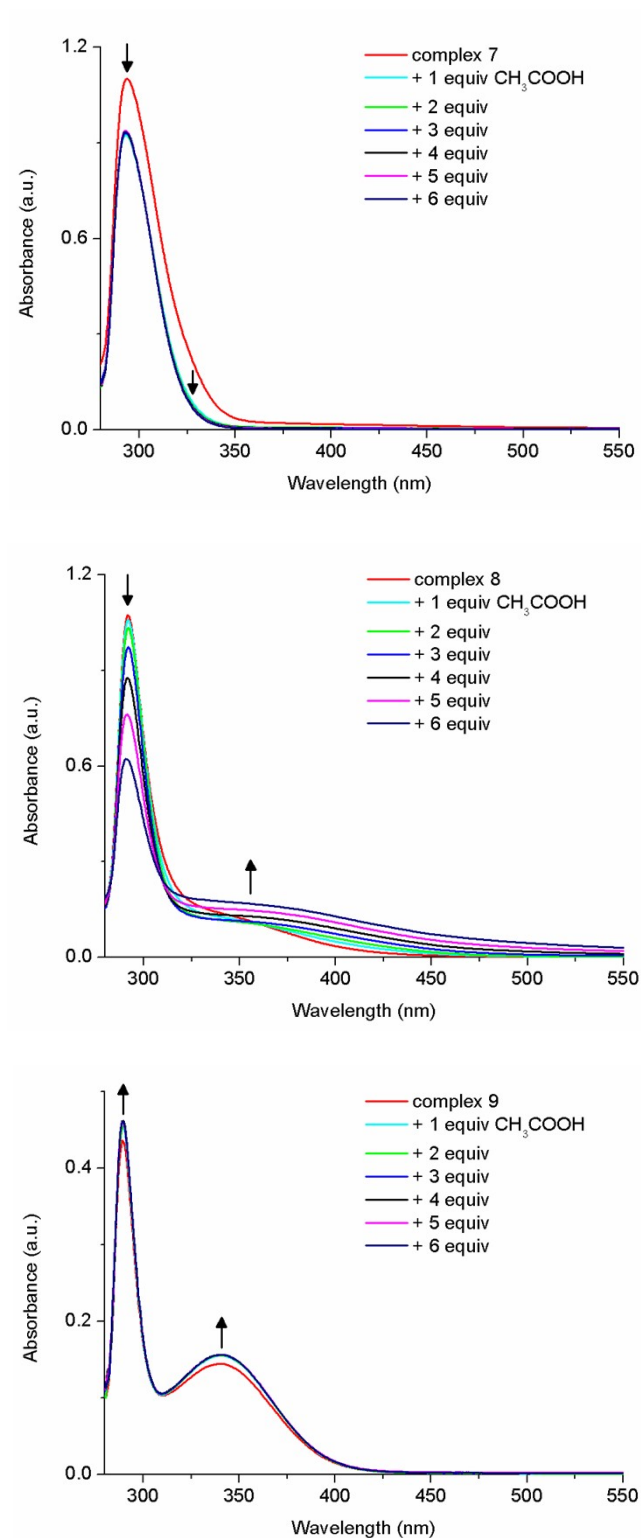 1.2
0.6
0.0
Absorbance (a.u.)
complex 7
+ 1 equiv CH₃COOH
+ 2 equiv
+ 3 equiv
+ 4 equiv
+ 5 equiv
+ 6 equiv
300 350 400 450 500 550
Wavelength (nm)
1.2
0.6
0.0
Absorbance (a.u.)
complex 8
+ 1 equiv CH₃COOH
+ 2 equiv
+ 3 equiv
+ 4 equiv
+ 5 equiv
+ 6 equiv
300 350 400 450 500 550
Wavelength (nm)
0.4
0.2
0.0
Absorbance (a.u.)
complex 9
+ 1 equiv CH₃COOH
+ 2 equiv
+ 3 equiv
+ 4 equiv
+ 5 equiv
+ 6 equiv
300 350 400 450 500 550
Wavelength (nm)